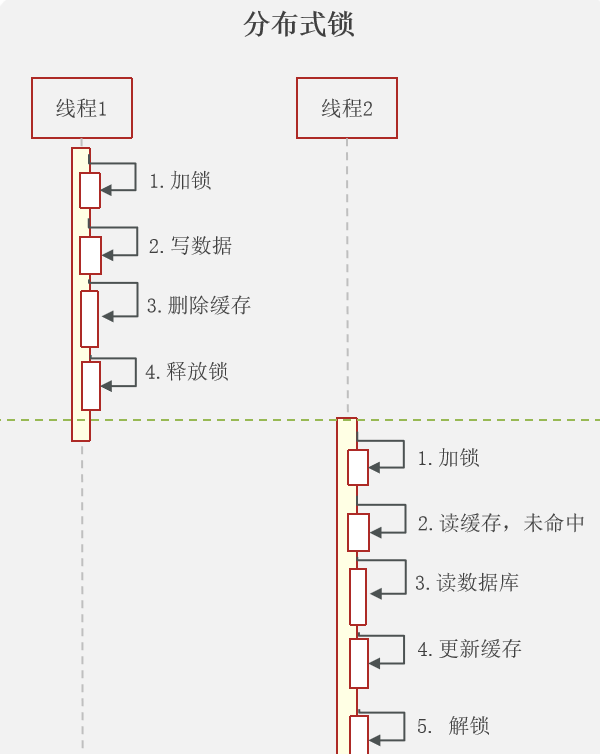 分布式锁
线程1
线程2
1. 加锁
2. 写数据
3. 删除缓存
4. 释放锁
1. 加锁
2. 读缓存，未命中
3. 读数据库
4. 更新缓存
5. 解锁